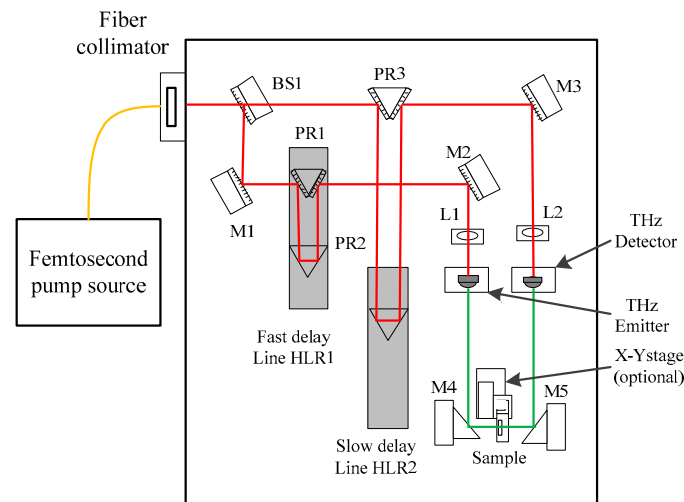 Fiber
collimator
BS1
PR3
M3
PR1
M2
M1
L1
L2
THz
Detector
PR2
Femtosecond
pump source
THz
Emitter
Fast delay
Line HLR1
X-Ystage
(optional)
M4
M5
Slow delay
Line HLR2
Sample